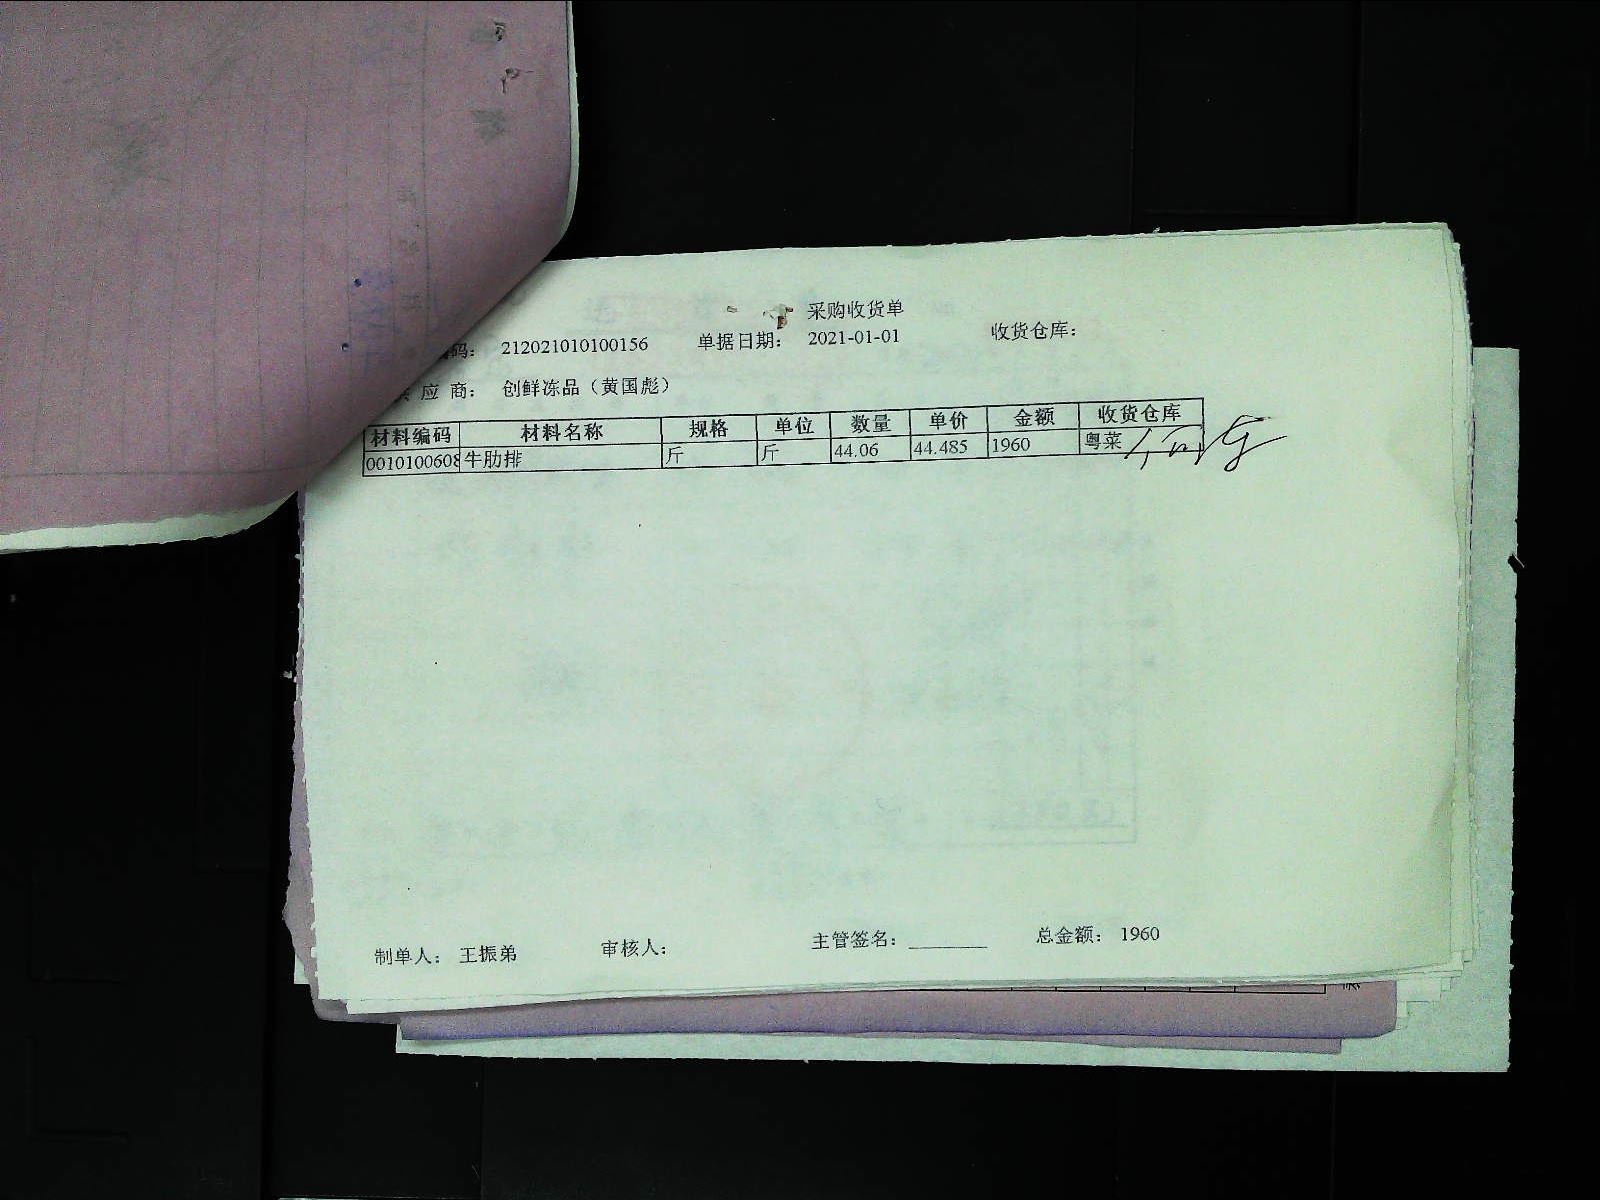 采购收货单
码： 212021010100156 单据日期： 2021-01-01 收货仓库：
应 商： 创鲜冻品（黄国彪）
材料编码 材料名称 规格 单位 数量 单价 金额 收货仓库
0010100608 牛肋排 斤 斤 44.06 44.485 1960 粤菜
制单人： 王振弟 审核人： 主管签名：________ 总金额： 1960